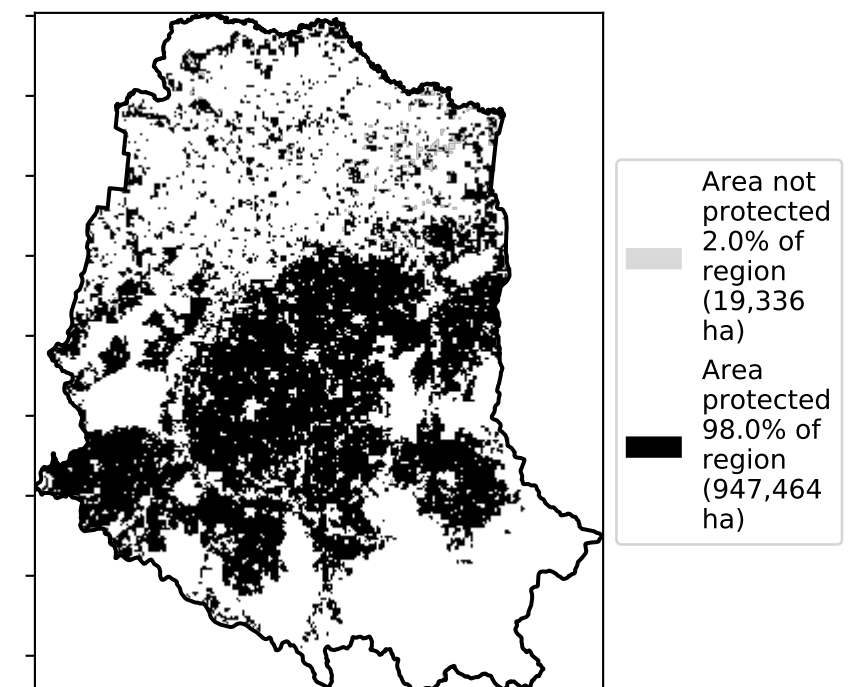 Area not
protected
2.0% of
region
(19,336
ha)
Area
protected
98.0% of
region
(947,464
ha)